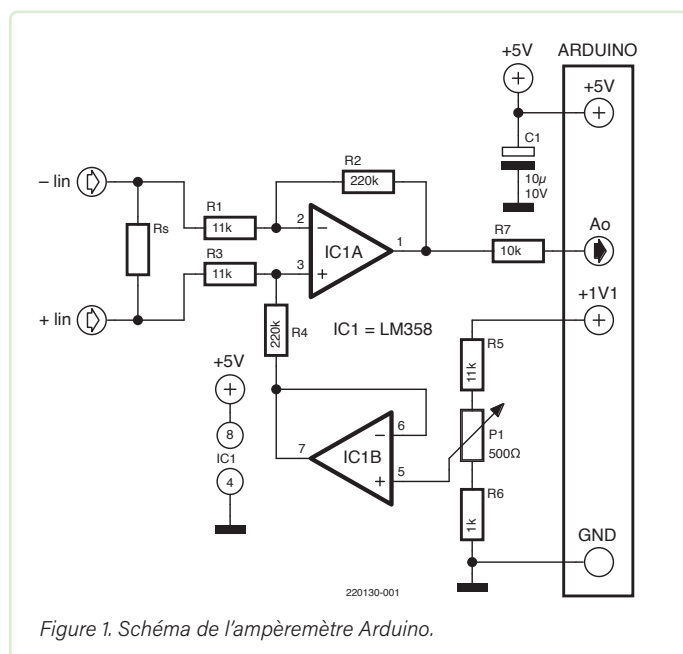 +5V
ARDUINO
+5V
C1
10µ
10V
– Iin
R2
220k
R1
11k
2
–
IC1A
1
R7
10k
Ao
Rs
R3
11k
3
+
+ Iin
220k
R4
IC1 = LM358
+1V1
R5
11k
+5V
8
IC1
4
6
–
7
IC1B
5
+
P1
500Ω
R6
1k
GND
220130-001
Figure 1. Schéma de l'ampèremètre Arduino.